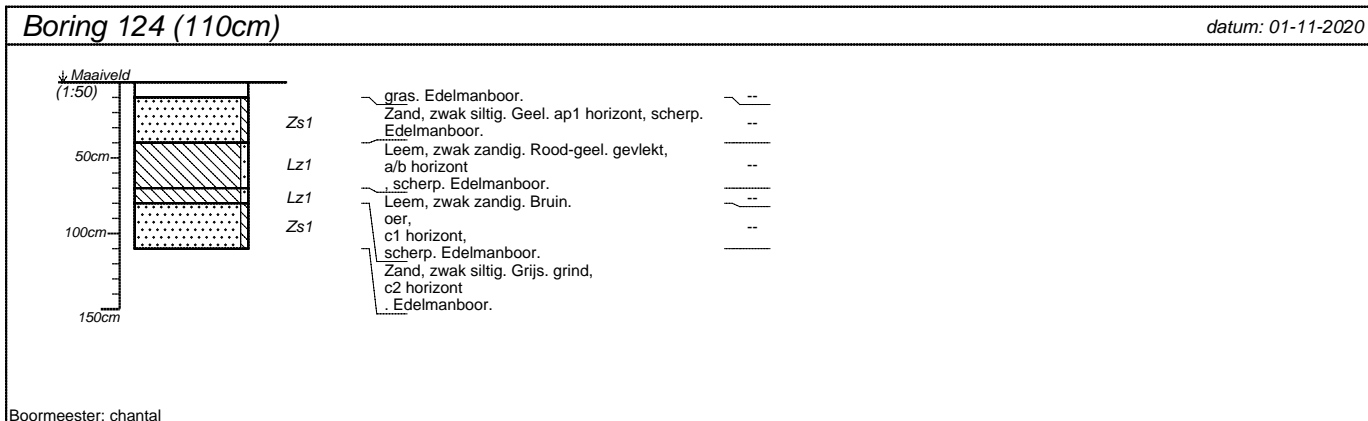 Boring 124 (110cm)
datum: 01-11-2020
Maaiveld
(1:50)
50cm
100cm
150cm
Zs1
Lz1
Lz1
Zs1
gras. Edelmanboor.
Zand, zwak siltig. Geel. ap1 horizont, scherp.
Edelmanboor.
Leem, zwak zandig. Rood-geel. gevlekt,
a/b horizont
, scherp. Edelmanboor.
Leem, zwak zandig. Bruin.
oer,
c1 horizont,
scherp. Edelmanboor.
Zand, zwak siltig. Grijs. grind,
c2 horizont
. Edelmanboor.
--
--
--
--
--
Boormeester: chantal